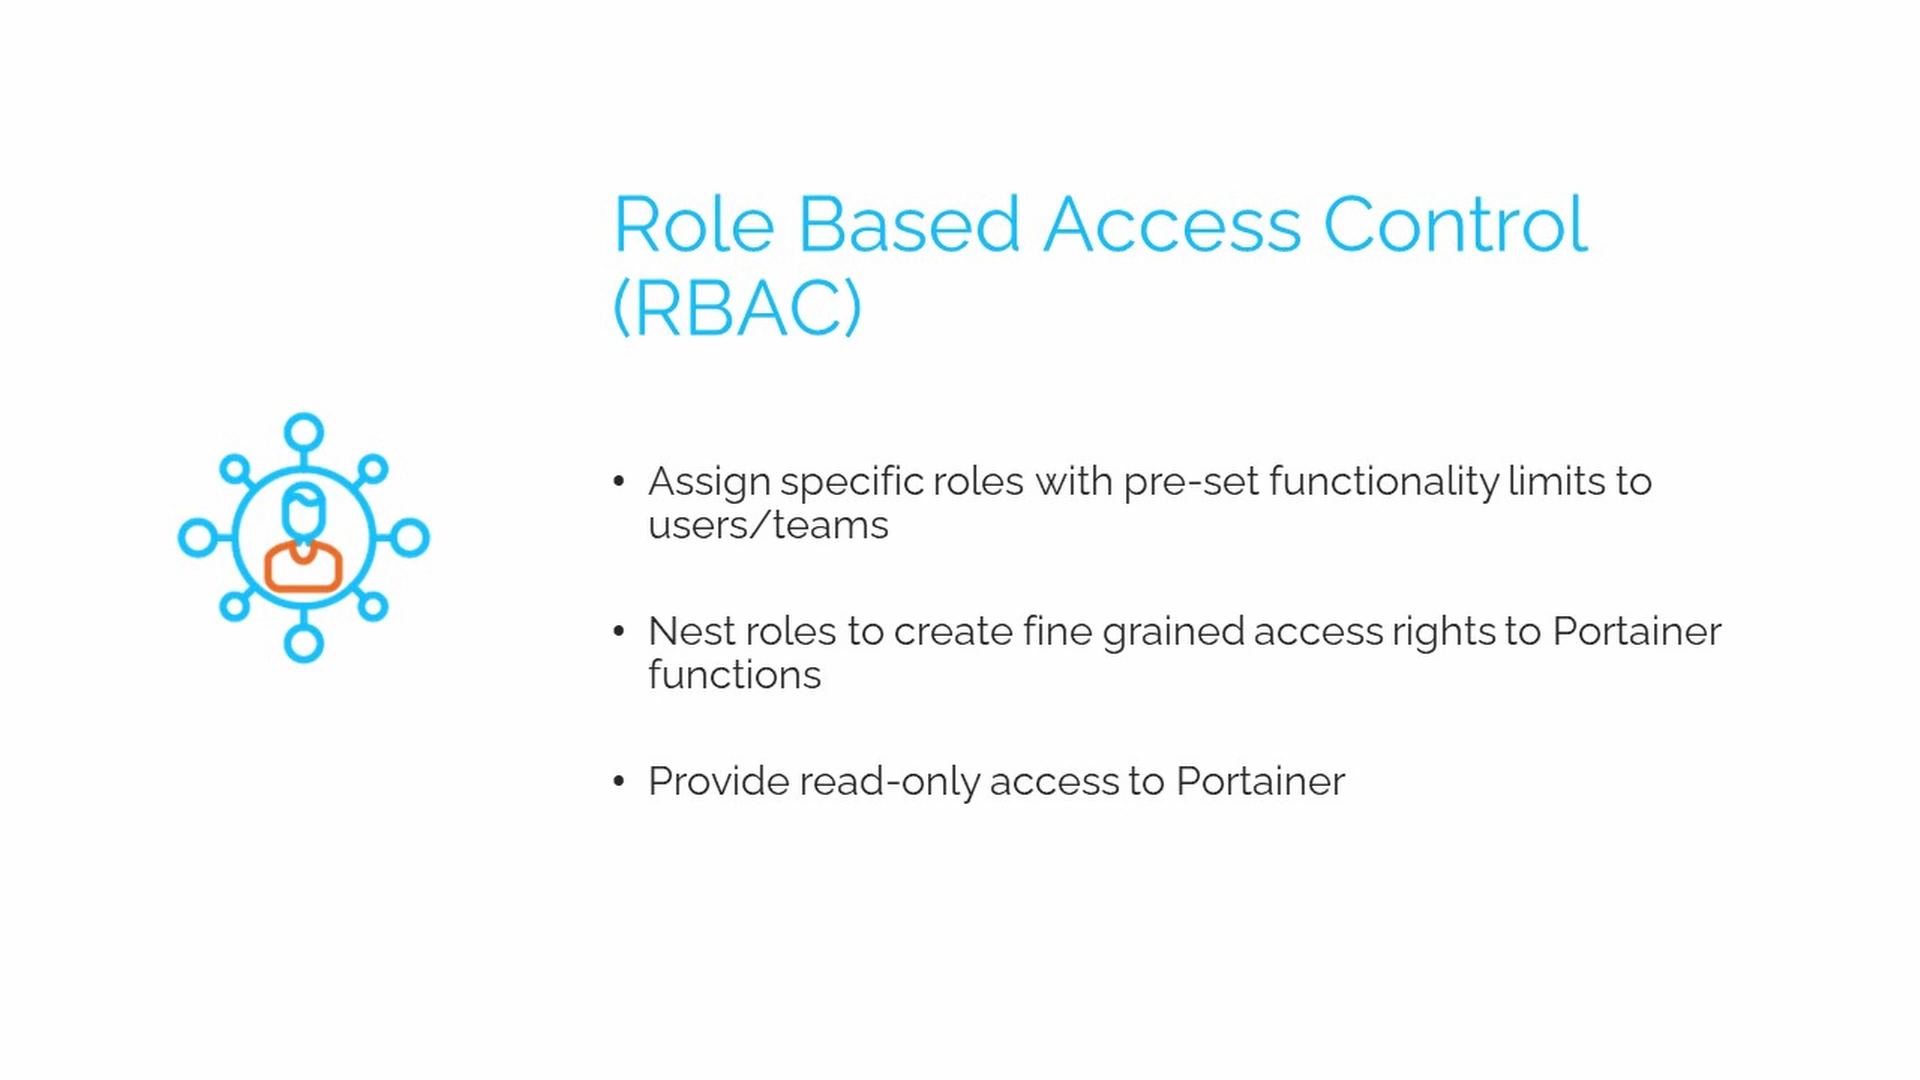 Role Based Access Control
(RBAC)
• Assign specific roles with pre-set functionality limits to
users/teams
• Nest roles to create fine grained access rights to Portainer
functions
• Provide read-only access to Portainer